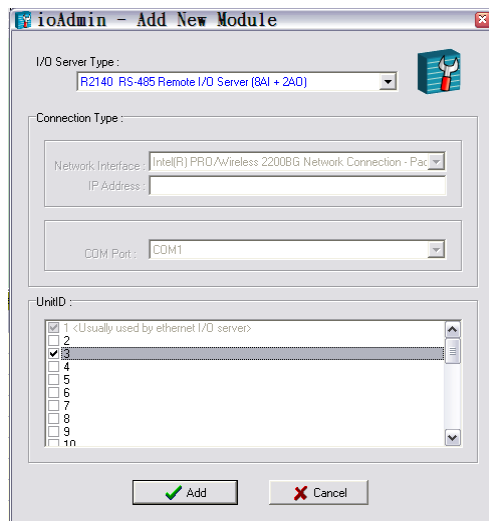 ioAdmin - Add New Module
I/O Server Type :
R2140 RS-485 Remote I/O Server (8AI + 2AO)
Connection Type :
Network Interface : Intel(R) PRO/Wireless 2200BG Network Connection - Pac
IP Address :
COM Port : COM1
UnitID :
1 <Usually used by ethernet I/O server>
2
3
4
5
6
7
8
9
10
Add Cancel